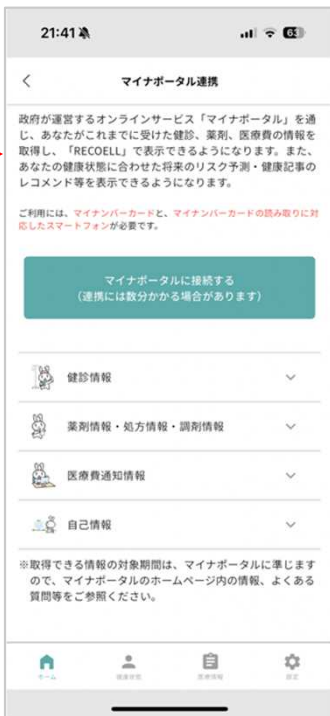 21:41
63
マイナポータル連携
政府が運営するオンラインサービス「マイナポータル」を通
じ、あなたがこれまでに受けた健診、薬剤、医療費の情報を
取得し、「RECOELL」で表示できるようになります。また、
あなたの健康状態に合わせた将来のリスク予測・健康記事の
レコメンド等を表示できるようになります。
ご利用には、マイナンバーカードと、マイナンバーカードの読み取りに対
応したスマートフォンが必要です。
マイナポータルに接続する
(連携には数分かかる場合があります)
健診情報
薬剤情報・処方情報・調剤情報
医療費通知情報
自己情報
※取得できる情報の対象期間は、マイナポータルに準じます
ので、マイナポータルのホームページ内の情報、よくある
質問等をご参照ください。
ホーム 健康状態 医療情報 設定